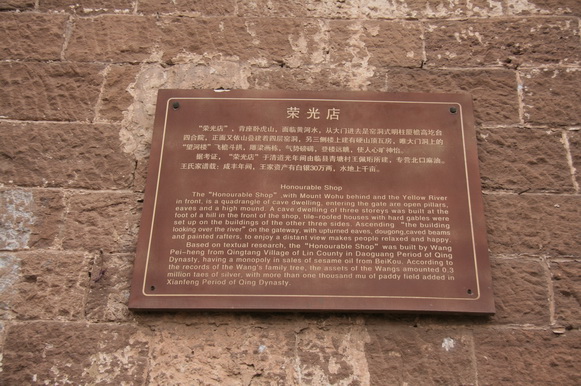 荣光店
“荣光店”，背座卧虎山，面临黄河水，从大门进去是窑洞式明柱厦檐高圪台
四合院，正面又依山叠建着四层窑洞，另三侧楼上建有硬山顶瓦房，雕大门洞上的
“望河楼”飞檐斗拱，雕梁画栋，气势磅礴，登楼远眺，使人心旷神怡。
据考证，“荣光店”于清道光年间由临县青塘村王佩珩所建，专营北口麻油。
王氏家谱载：咸丰年间，王家资产有白银30万两，水地上千亩。
Honourable Shop
The "Honourable Shop",with Mount Wohu behind and the Yellow River
in front, is a quadrangle of cave dwelling, entering the gate are open pillars,
eaves and a high mound. A cave dwelling of three storeys was built at the
foot of a hill in the front of the shop, tile-roofed houses with hard gables were
set up on the buildings of the other three sides. Ascending "the building
looking over the river" on the gateway, with upturned eaves, dougong,carved beams
and painted rafters, to enjoy a distant view makes people relaxed and happy.
Based on textual research, the "Honourable Shop" was built by Wang
Pei-heng from Qingtang Village of Lin County in Daoguang Period of Qing
Dynasty, having a monopoly in sales of sesame oil from BeiKou. According to
the records of the Wang's family tree, the assets of the Wangs amounted 0.3
million taes of silver, with more than one thousand mu of paddy field added in
Xianfeng Period of Qing Dynasty.